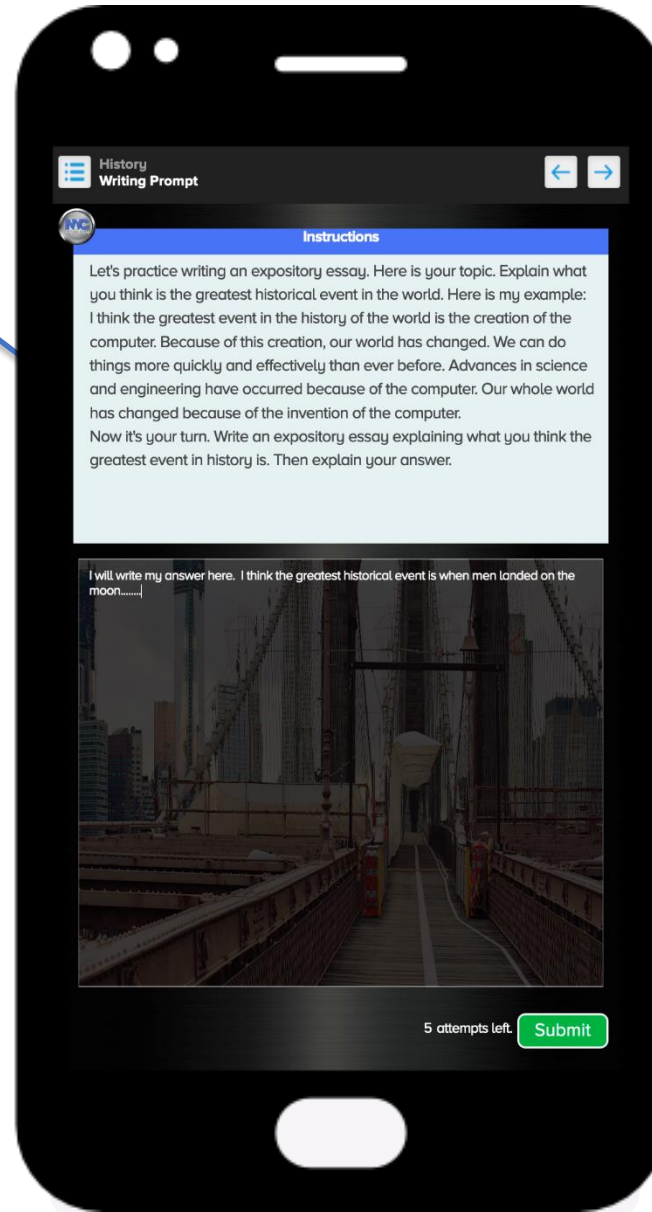 History
Writing Prompt
NYC
Instructions
Let's practice writing an expository essay. Here is your topic. Explain what
you think is the greatest historical event in the world. Here is my example:
I think the greatest event in the history of the world is the creation of the
computer. Because of this creation, our world has changed. We can do
things more quickly and effectively than ever before. Advances in science
and engineering have occurred because of the computer. Our whole world
has changed because of the invention of the computer.
Now it's your turn. Write an expository essay explaining what you think the
greatest event in history is. Then explain your answer.
I will write my answer here. I think the greatest historical event is when men landed on the
moon........
5 attempts left.
Submit